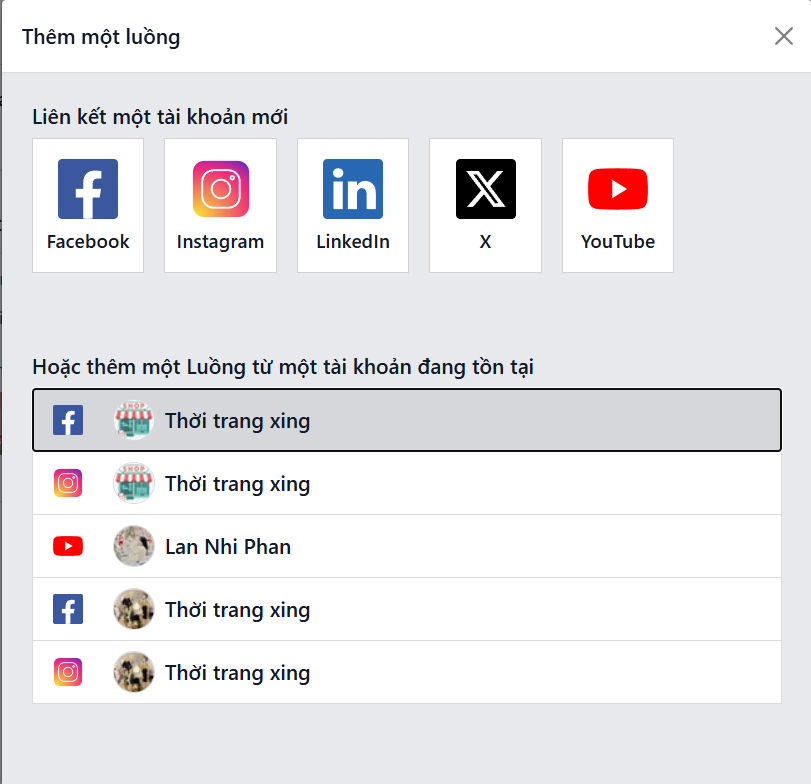 Thêm một luồng
Liên kết một tài khoản mới
Facebook
Instagram
LinkedIn
X
YouTube
Hoặc thêm một Luồng từ một tài khoản đang tồn tại
SHOP
Thời trang xing
SHOP
Thời trang xing
Lan Nhi Phan
Thời trang xing
Thời trang xing